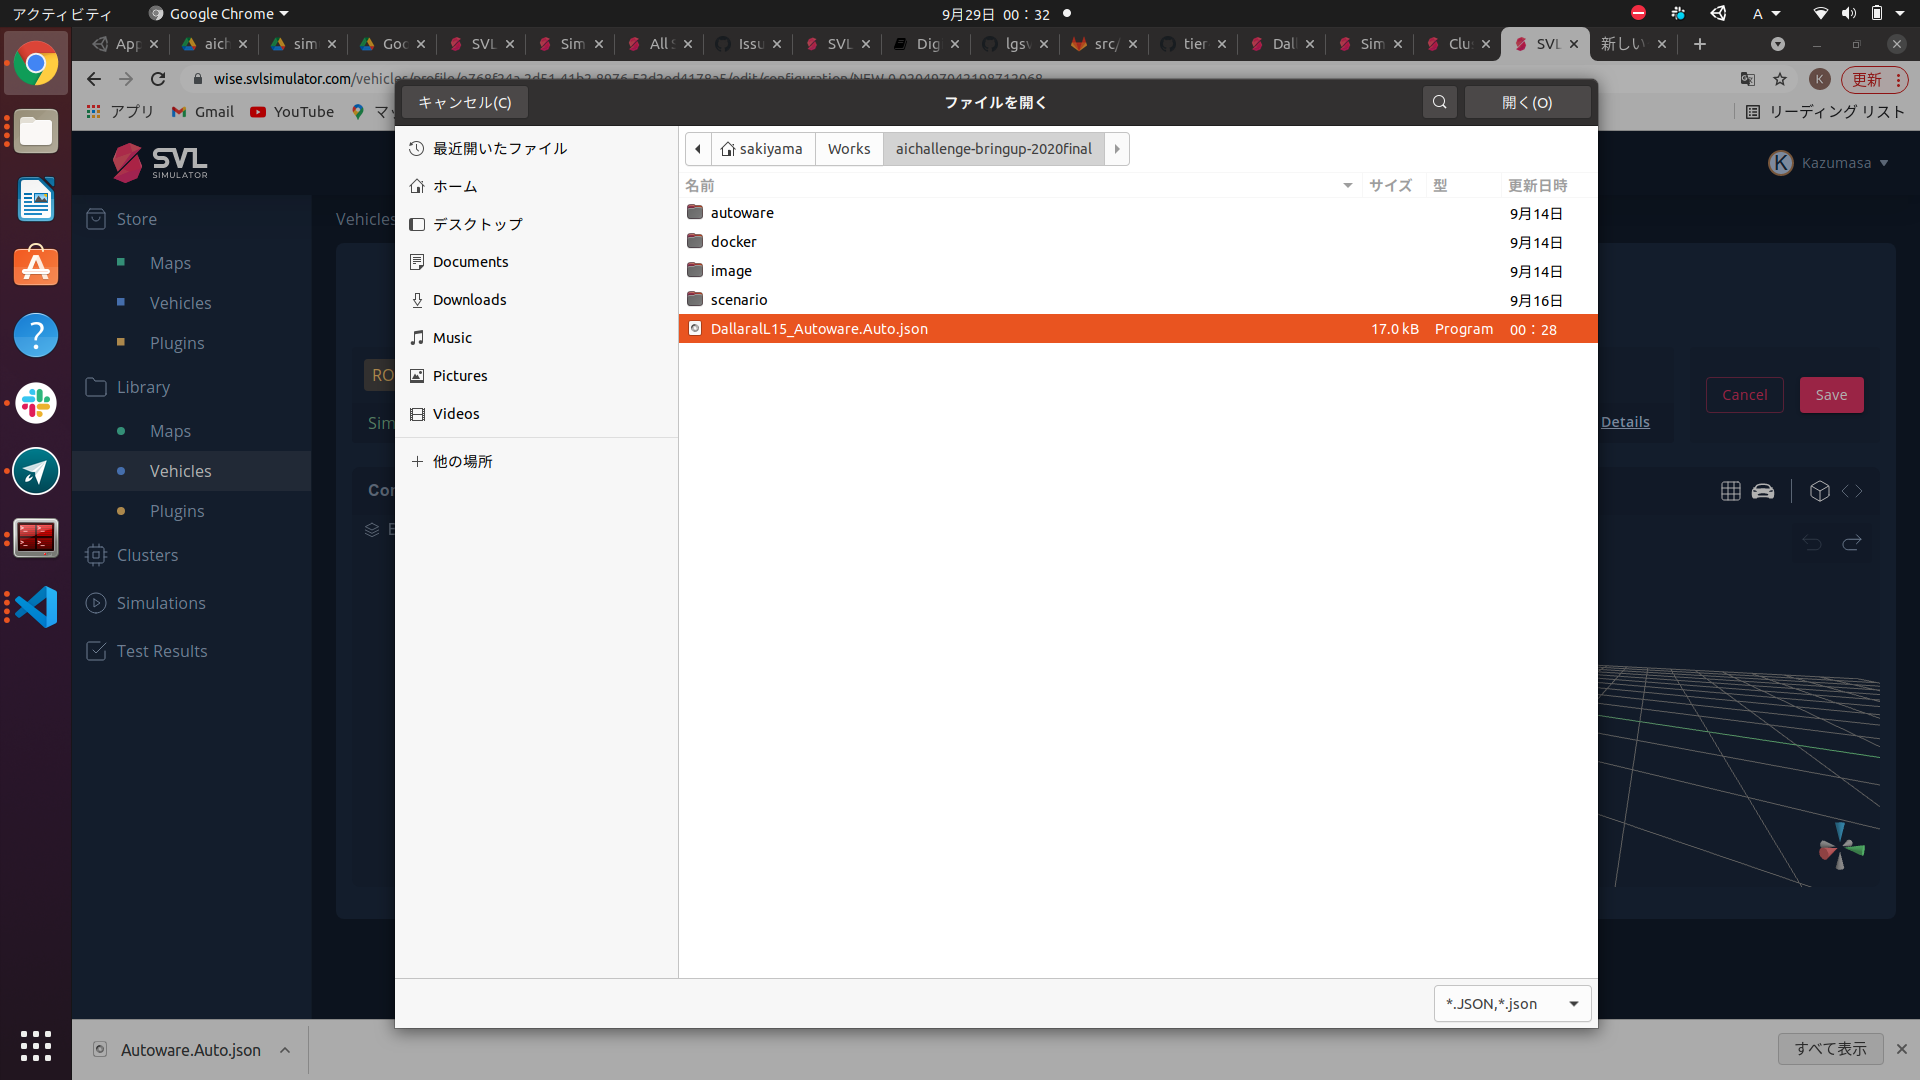 アクティビティ
Google Chrome
9月29日 00：32
A
App
aich
sim
Goo
SVL
Sim
All S
Issu
SVL
Dig
lgsv
src/
tier
Dall
Sim
Clu
SVL
新しい
wise.svlsimulator.com/vehicles/profile/
K
更新
アプリ
Gmail
YouTube
マッ
リーディング リスト
キャンセル(C)
ファイルを開く
開く(O)
SVL
SIMULATOR
K
Kazumasa
Store
Maps
Vehicles
Plugins
Library
Maps
Vehicles
Plugins
Clusters
Simulations
Test Results
Vehicles
RO
Sim
Con
E
最近開いたファイル
ホーム
デスクトップ
Documents
Downloads
Music
Pictures
Videos
他の場所
sakiyama
Works
aichallenge-bringup-2020final
名前
サイズ
型
更新日時
autoware
9月14日
docker
9月14日
image
9月14日
scenario
9月16日
DallaralL15_Autoware.Auto.json
17.0 kB
Program
00：28
Cancel
Save
Details
*.JSON,*.json
Autoware.Auto.json
すべて表示